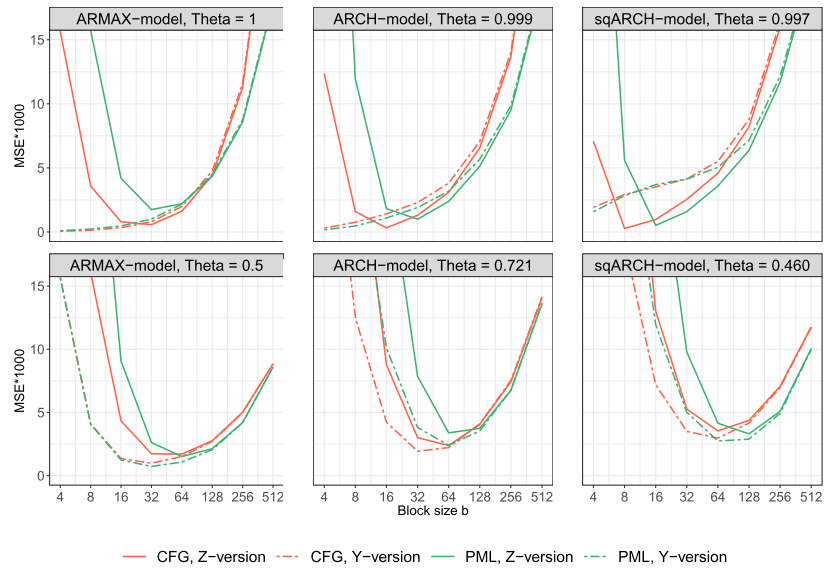 ARMAX−model, Theta = 1
ARCH−model, Theta = 0.999
sqARCH−model, Theta = 0.997
MSE*1000
15
10
5
0
ARMAX−model, Theta = 0.5
ARCH−model, Theta = 0.721
sqARCH−model, Theta = 0.460
MSE*1000
15
10
5
0
4 8 16 32 64 128 256 512
4 8 16 32 64 128 256 512
4 8 16 32 64 128 256 512
Block size b
CFG, Z−version CFG, Y−version PML, Z−version PML, Y−version